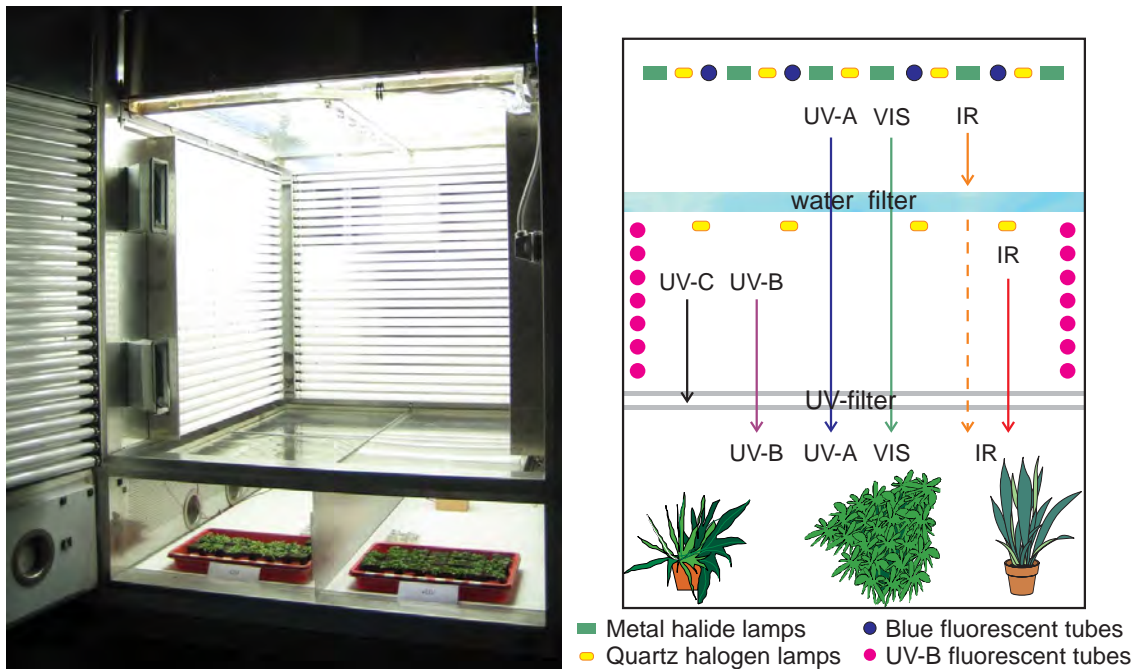 UV-A VIS IR
water filter
IR
UV-C UV-B
UV-filter
UV-B UV-A VIS IR
Metal halide lamps
Blue fluorescent tubes
Quartz halogen lamps
UV-B fluorescent tubes